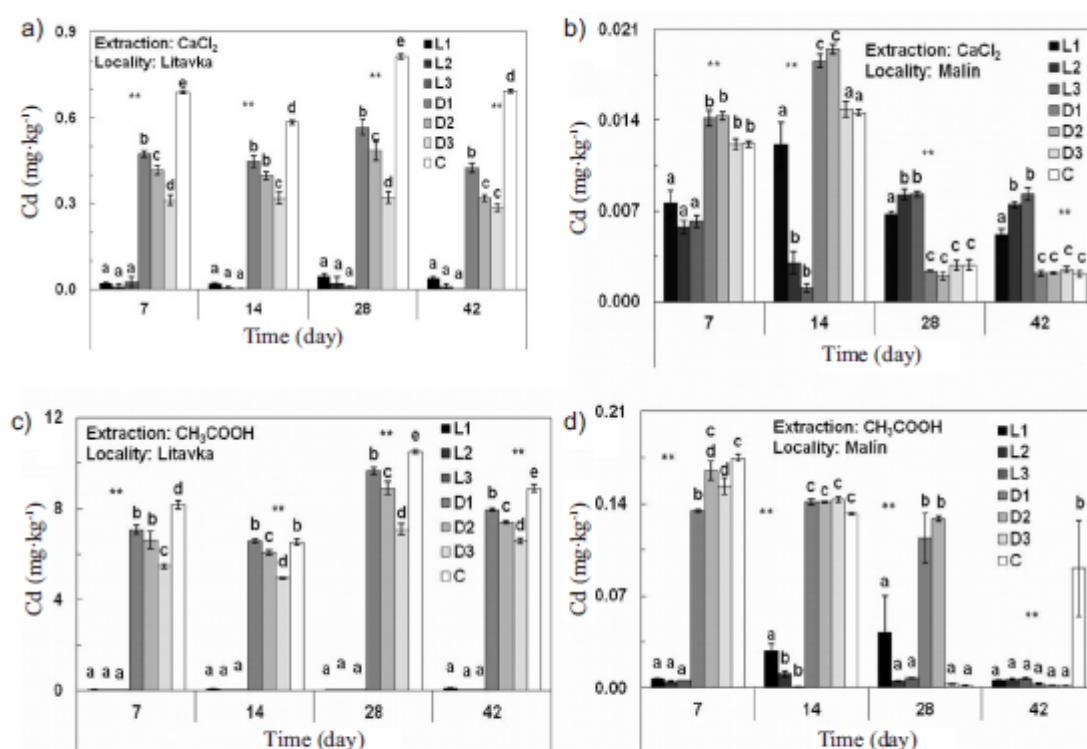 a)
0.9
0.6
0.3
0.0
Cd (mg·kg⁻¹)
Extraction: CaCl₂
Locality: Litavka
**
**
**
**
a a a b c d e
a a a b b c d
a a a b c d e
a a a b c c d
L1
L2
L3
D1
D2
D3
C
7 14 28 42
Time (day)
b)
0.021
0.014
0.007
0.000
Cd (mg·kg⁻¹)
Extraction: CaCl₂
Locality: Malín
**
**
**
**
a a a b b b b
a b b c c a a
a b b c c c c
a b b c c c c
L1
L2
L3
D1
D2
D3
C
7 14 28 42
Time (day)
c)
12
8
4
0
Cd (mg·kg⁻¹)
Extraction: CH₃COOH
Locality: Litavka
**
**
**
**
a a a b b c d
a a a b c d b
a a a b c d e
a a a b c d e
L1
L2
L3
D1
D2
D3
C
7 14 28 42
Time (day)
d)
0.21
0.14
0.07
0.00
Cd (mg·kg⁻¹)
Extraction: CH₃COOH
Locality: Malín
**
**
**
**
a a a b c d d c
a b b c c c c
a a a b b a a
a a a a a a b
L1
L2
L3
D1
D2
D3
C
7 14 28 42
Time (day)